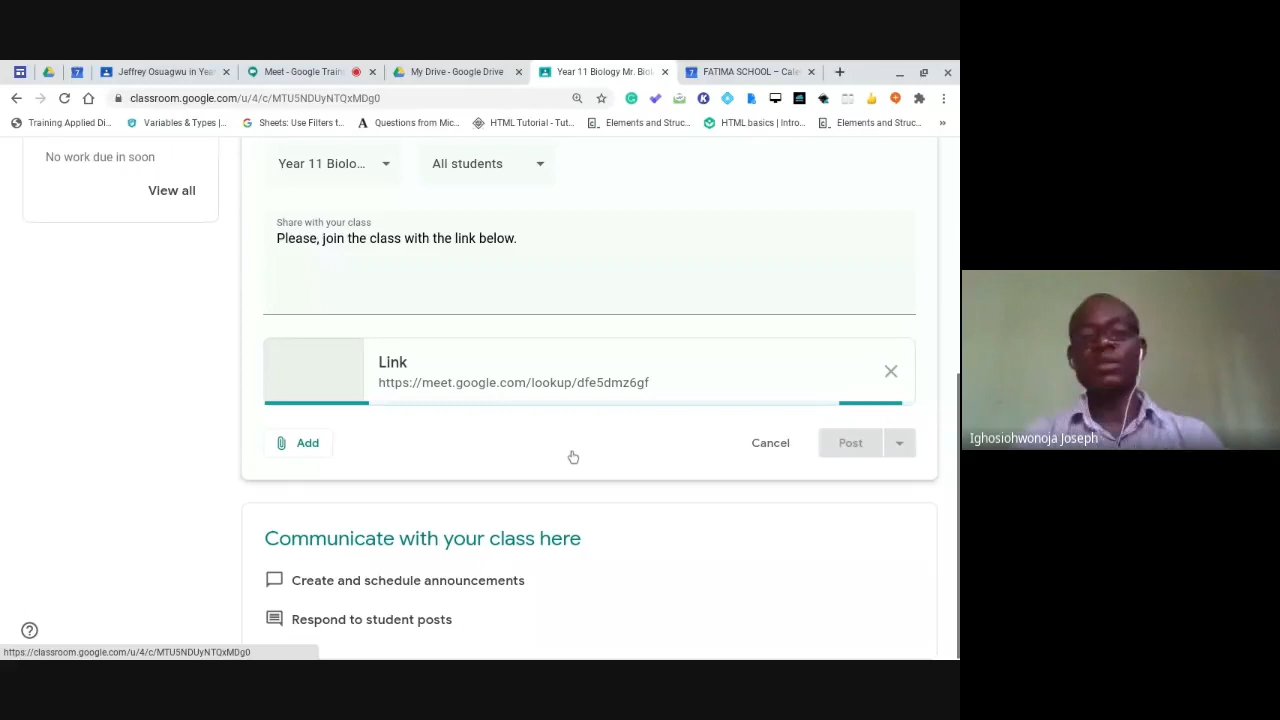 Jeffrey Osuagwu in Yea
Meet - Google Train
My Drive - Google Drive
Year 11 Biology Mr. Biol
FATIMA SCHOOL – Cale
classroom.google.com/u/4/c/MTU5NDUyNTQxMDg0
Training Applied Di...
Variables & Types |...
Sheets: Use Filters t...
Questions from Mic...
HTML Tutorial - Tut...
Elements and Struc...
HTML basics | Intro...
Elements and Struc...
No work due in soon
View all
Year 11 Biolo...
All students
Share with your class
Please, join the class with the link below.
Link
https://meet.google.com/lookup/dfe5dmz6gf
Add
Cancel
Post
Communicate with your class here
Create and schedule announcements
Respond to student posts
https://classroom.google.com/u/4/c/MTU5NDUyNTQxMDg0
Ighosiohwonoja Joseph